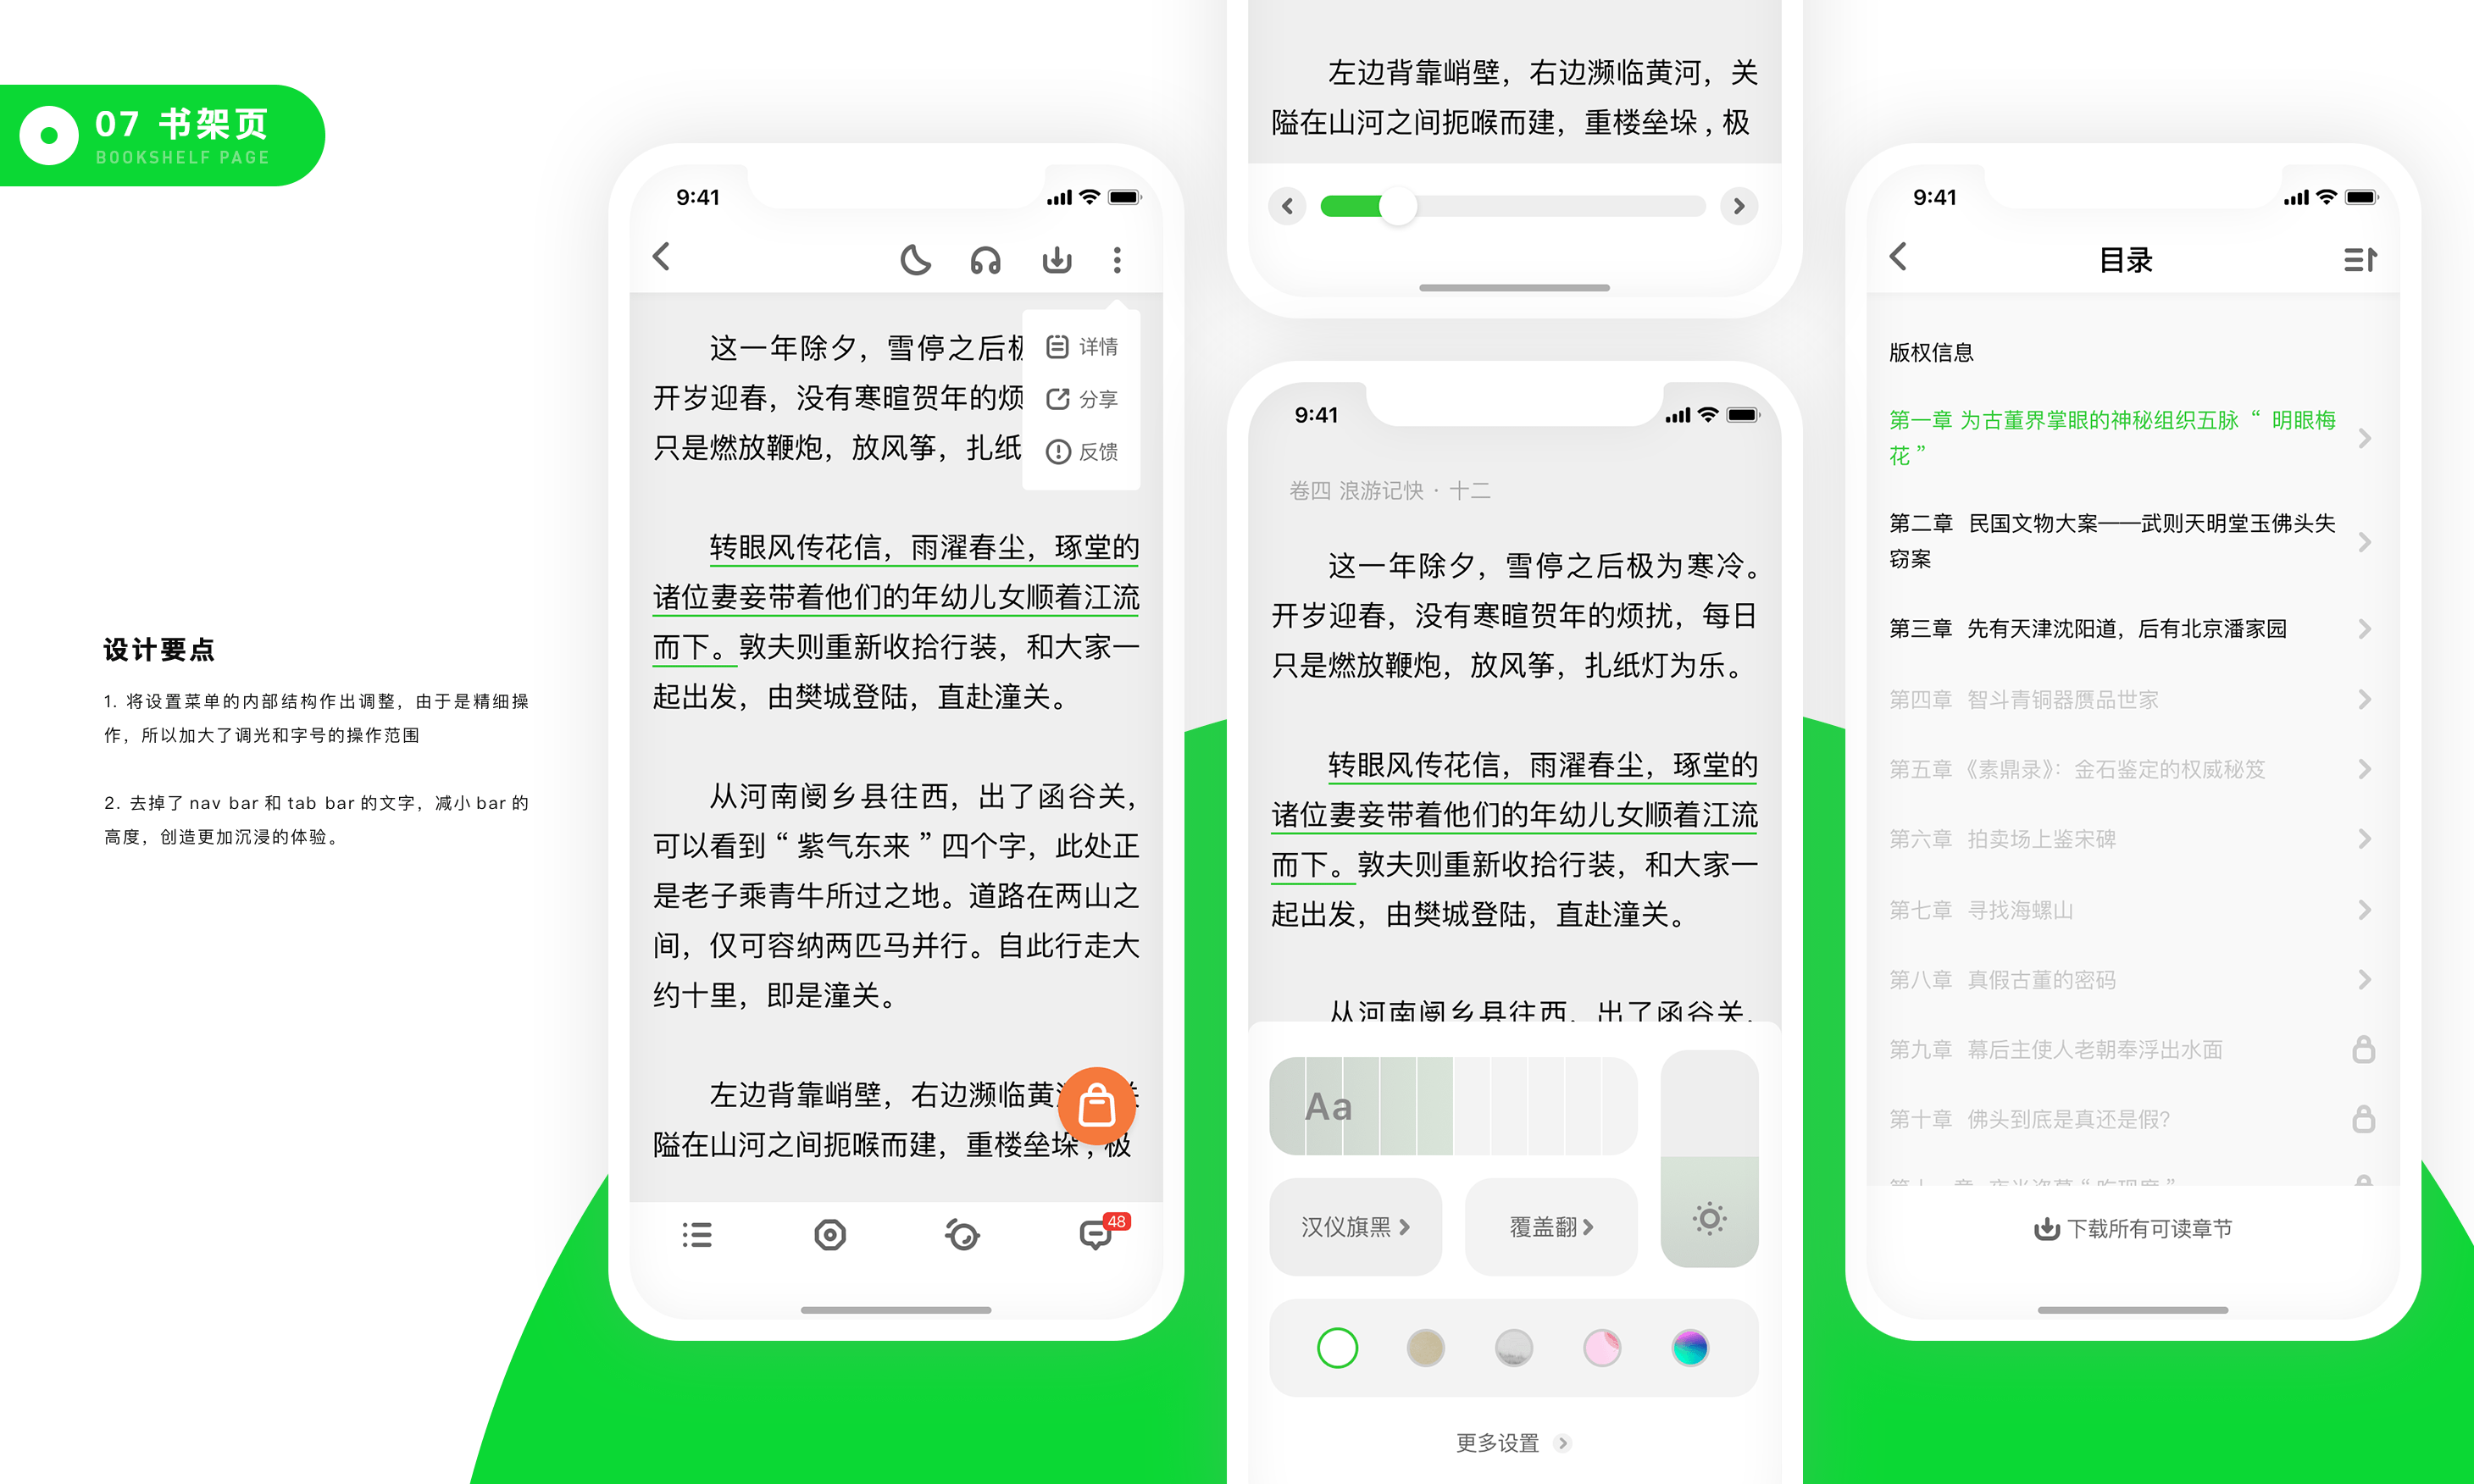 07 书架页
BOOKSHELF PAGE
设计要点
1. 将设置菜单的内部结构作出调整，由于是精细操
作，所以加大了调光和字号的操作范围
2. 去掉了 nav bar 和 tab bar 的文字，减小 bar 的
高度，创造更加沉浸的体验。
9:41
详情
分享
反馈
这一年除夕，雪停之后极
开岁迎春，没有寒暄贺年的烦
只是燃放鞭炮，放风筝，扎纸
转眼风传花信，雨濯春尘，琢堂的
诸位妻妾带着他们的年幼儿女顺着江流
而下。敦夫则重新收拾行装，和大家一
起出发，由樊城登陆，直赴潼关。
从河南阌乡县往西，出了函谷关，
可以看到“紫气东来”四个字，此处正
是老子乘青牛所过之地。道路在两山之
间，仅可容纳两匹马并行。自此行走大
约十里，即是潼关。
左边背靠峭壁，右边濒临黄
隘在山河之间扼喉而建，重楼垒垛，极
48
左边背靠峭壁，右边濒临黄河，关
隘在山河之间扼喉而建，重楼垒垛，极
9:41
卷四 浪游记快 · 十二
这一年除夕，雪停之后极为寒冷。
开岁迎春，没有寒暄贺年的烦扰，每日
只是燃放鞭炮，放风筝，扎纸灯为乐。
转眼风传花信，雨濯春尘，琢堂的
诸位妻妾带着他们的年幼儿女顺着江流
而下。敦夫则重新收拾行装，和大家一
起出发，由樊城登陆，直赴潼关。
从河南阌乡县往西，出了函谷关，
Aa
汉仪旗黑
覆盖翻
更多设置
9:41
目录
版权信息
第一章 为古董界掌眼的神秘组织五脉“明眼梅
花”
第二章 民国文物大案——武则天明堂玉佛头失
窃案
第三章 先有天津沈阳道，后有北京潘家园
第四章 智斗青铜器赝品世家
第五章《素鼎录》：金石鉴定的权威秘笈
第六章 拍卖场上鉴宋碑
第七章 寻找海螺山
第八章 真假古董的密码
第九章 幕后主使人老朝奉浮出水面
第十章 佛头到底是真还是假？
下载所有可读章节